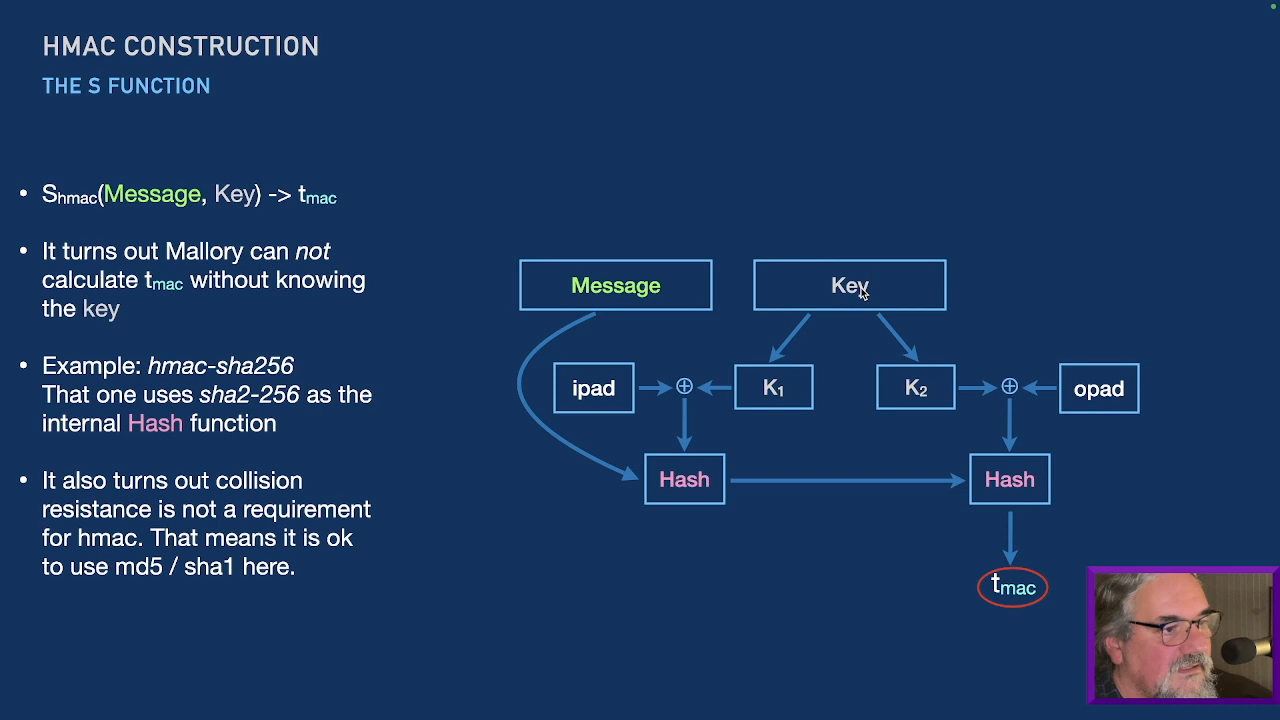 HMAC CONSTRUCTION
THE S FUNCTION
• Shmac(Message, Key) -> tmac
• It turns out Mallory can not
calculate tmac without knowing
the key
• Example: hmac-sha256
That one uses sha2-256 as the
internal Hash function
• It also turns out collision
resistance is not a requirement
for hmac. That means it is ok
to use md5 / sha1 here.
Message
Key
ipad
K₁
K₂
opad
Hash
Hash
tmac